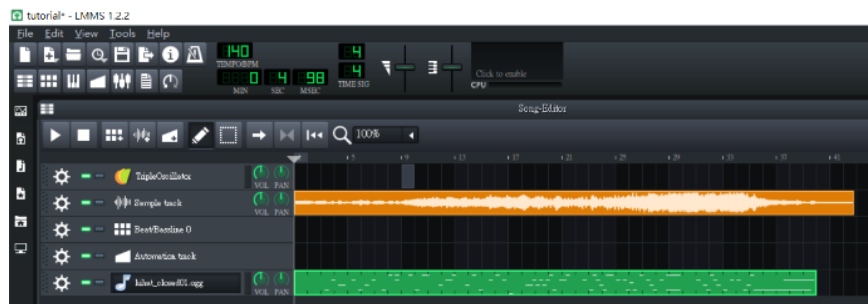 tutorial* - LMMS 1.2.2
File Edit View Tools Help
140
TEMPO/BPM
0 4 98
MIN SEC MSEC
4
4
TIME SIG
Click to enable
CPU
Song-Editor
100%
5 9 13 17 21 25 29 33 37 41
TripleOscillator
VOL PAN
Sample track
VOL PAN
Beat/Bassline 0
Automation track
hihat_closed01.ogg
VOL PAN